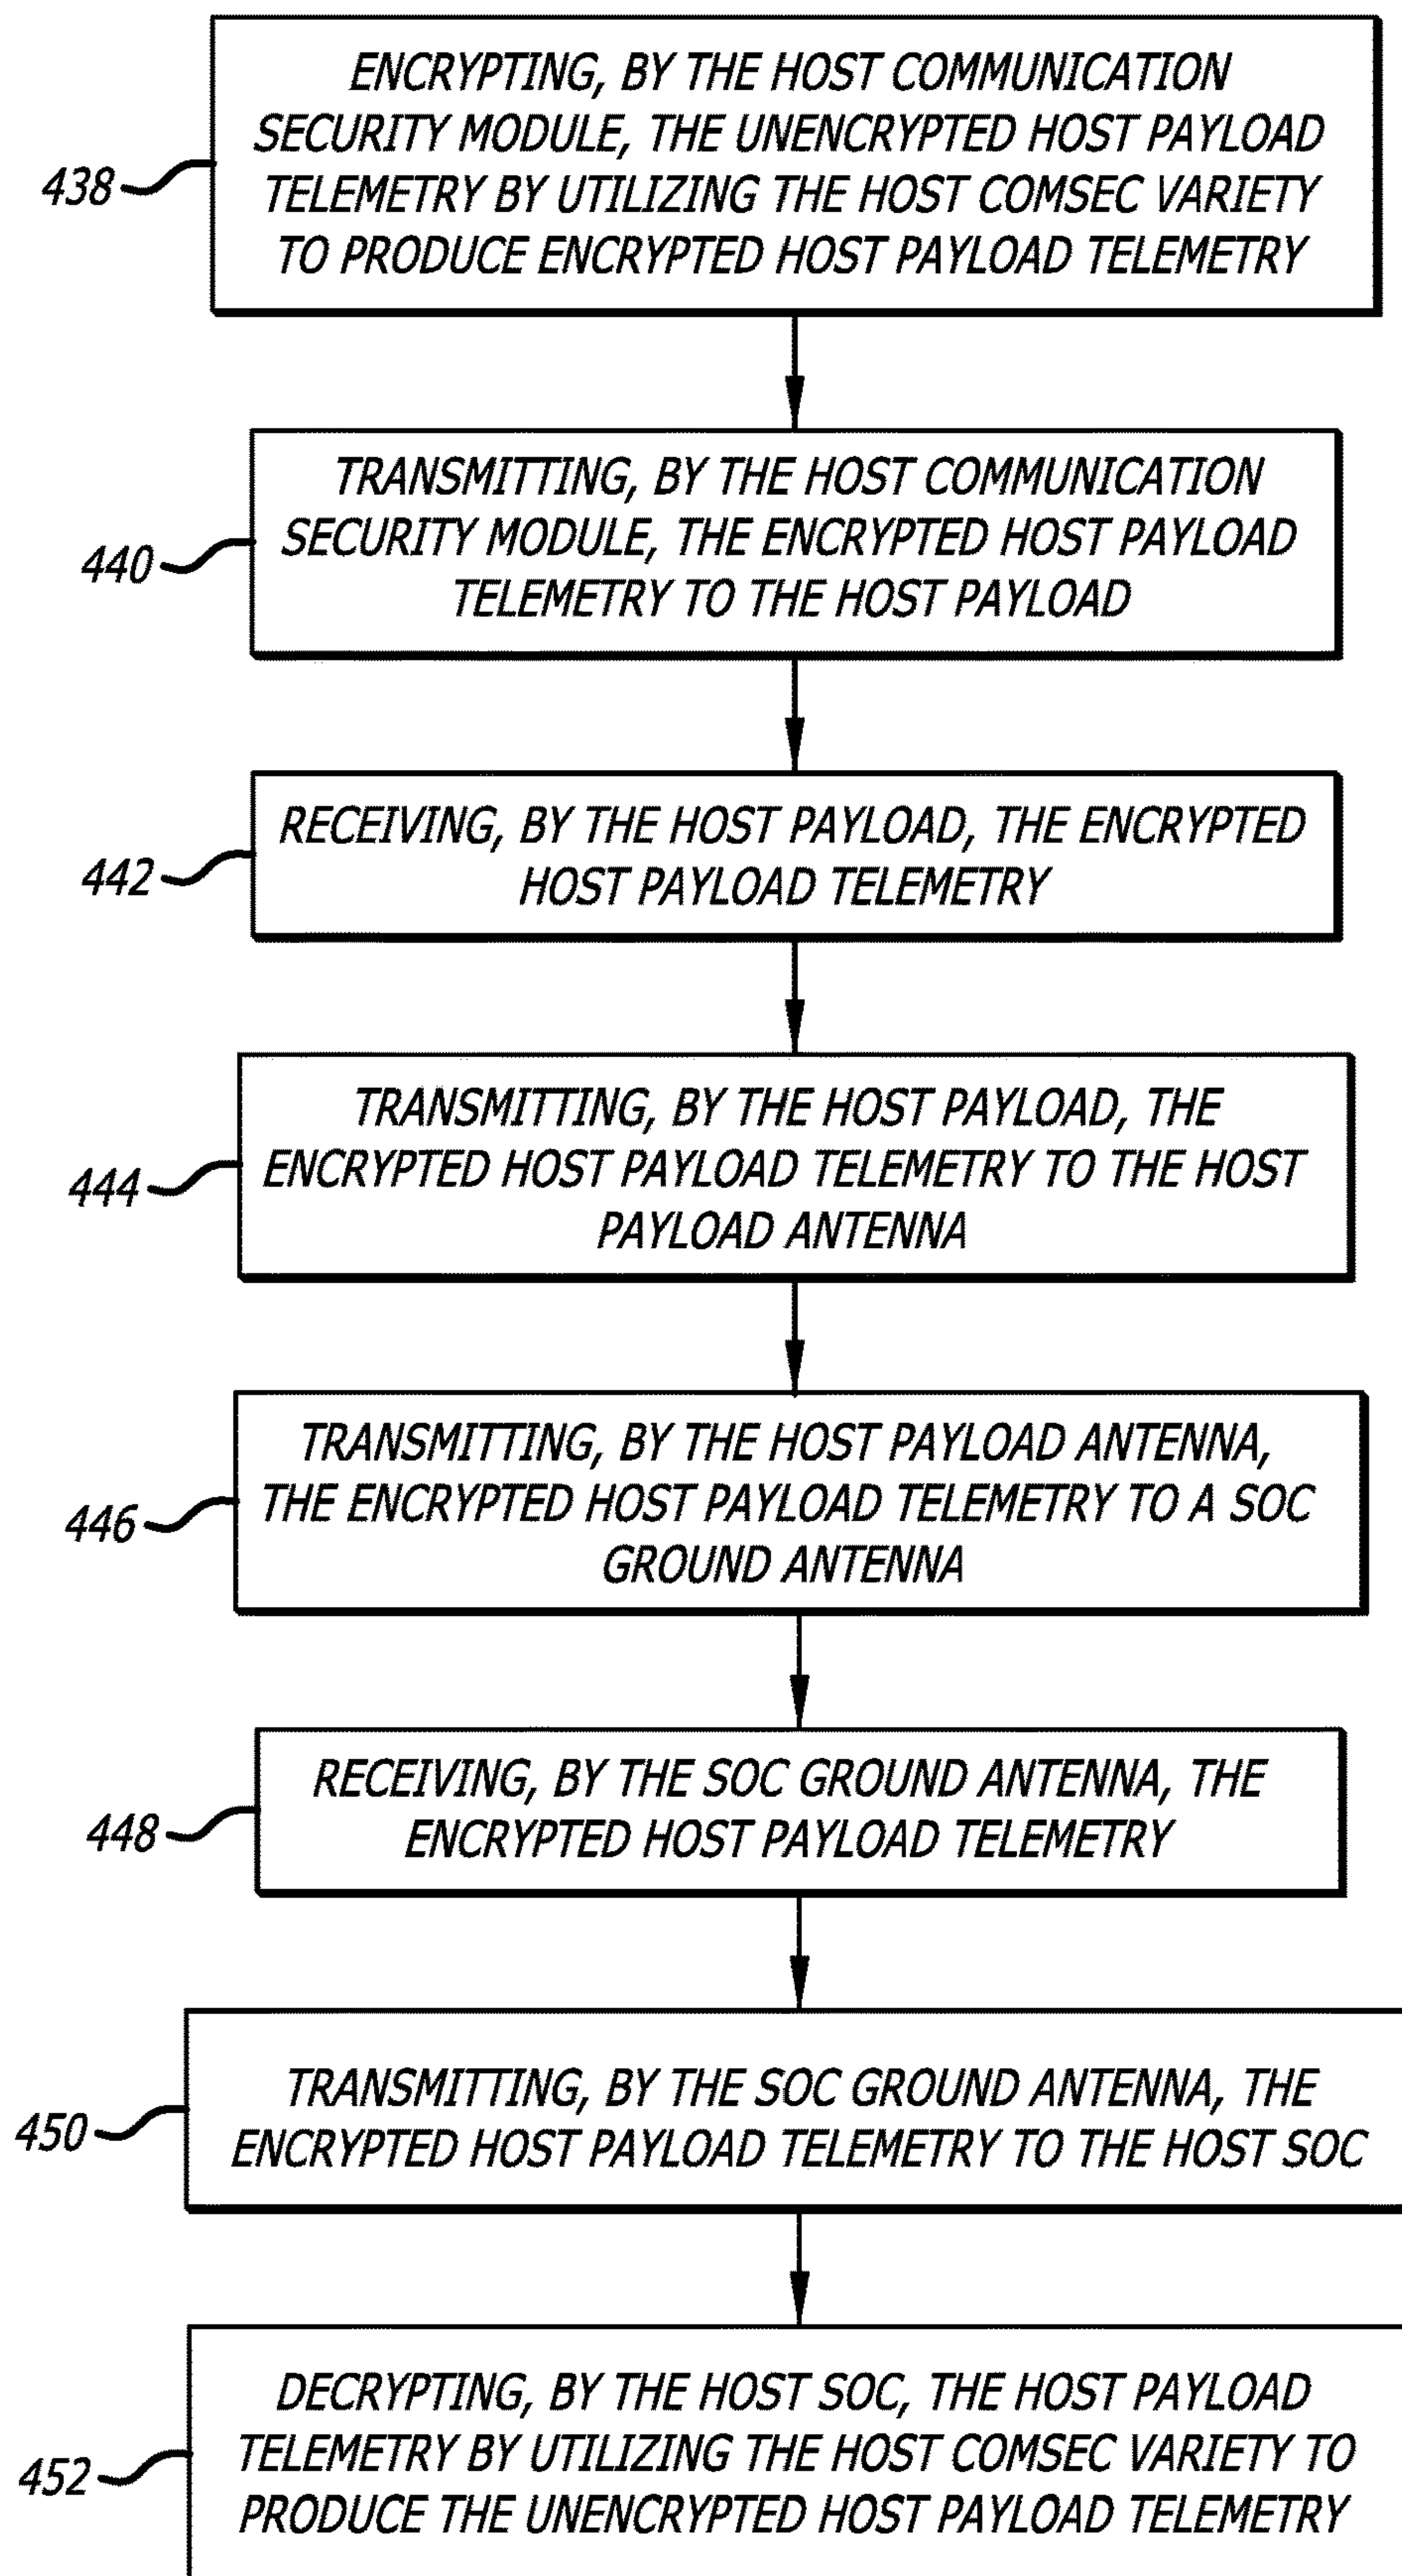 ENCRYPTING, BY THE HOST COMMUNICATION
SECURITY MODULE, THE UNENCRYPTED HOST PAYLOAD
TELEMETRY BY UTILIZING THE HOST COMSEC VARIETY
TO PRODUCE ENCRYPTED HOST PAYLOAD TELEMETRY
438
TRANSMITTING, BY THE HOST COMMUNICATION
SECURITY MODULE, THE ENCRYPTED HOST PAYLOAD
TELEMETRY TO THE HOST PAYLOAD
440
RECEIVING, BY THE HOST PAYLOAD, THE ENCRYPTED
HOST PAYLOAD TELEMETRY
442
TRANSMITTING, BY THE HOST PAYLOAD, THE
ENCRYPTED HOST PAYLOAD TELEMETRY TO THE HOST
PAYLOAD ANTENNA
444
TRANSMITTING, BY THE HOST PAYLOAD ANTENNA,
THE ENCRYPTED HOST PAYLOAD TELEMETRY TO A SOC
GROUND ANTENNA
446
RECEIVING, BY THE SOC GROUND ANTENNA, THE
ENCRYPTED HOST PAYLOAD TELEMETRY
448
TRANSMITTING, BY THE SOC GROUND ANTENNA, THE
ENCRYPTED HOST PAYLOAD TELEMETRY TO THE HOST SOC
450
DECRYPTING, BY THE HOST SOC, THE HOST PAYLOAD
TELEMETRY BY UTILIZING THE HOST COMSEC VARIETY TO
PRODUCE THE UNENCRYPTED HOST PAYLOAD TELEMETRY
452